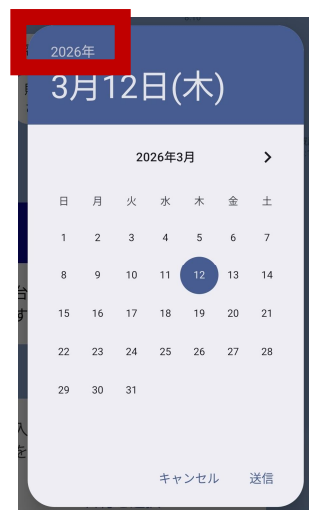 2026年
3月12日(木)
2026年3月
日 月 火 水 木 金 土
1 2 3 4 5 6 7
8 9 10 11 12 13 14
15 16 17 18 19 20 21
22 23 24 25 26 27 28
29 30 31
キャンセル 送信